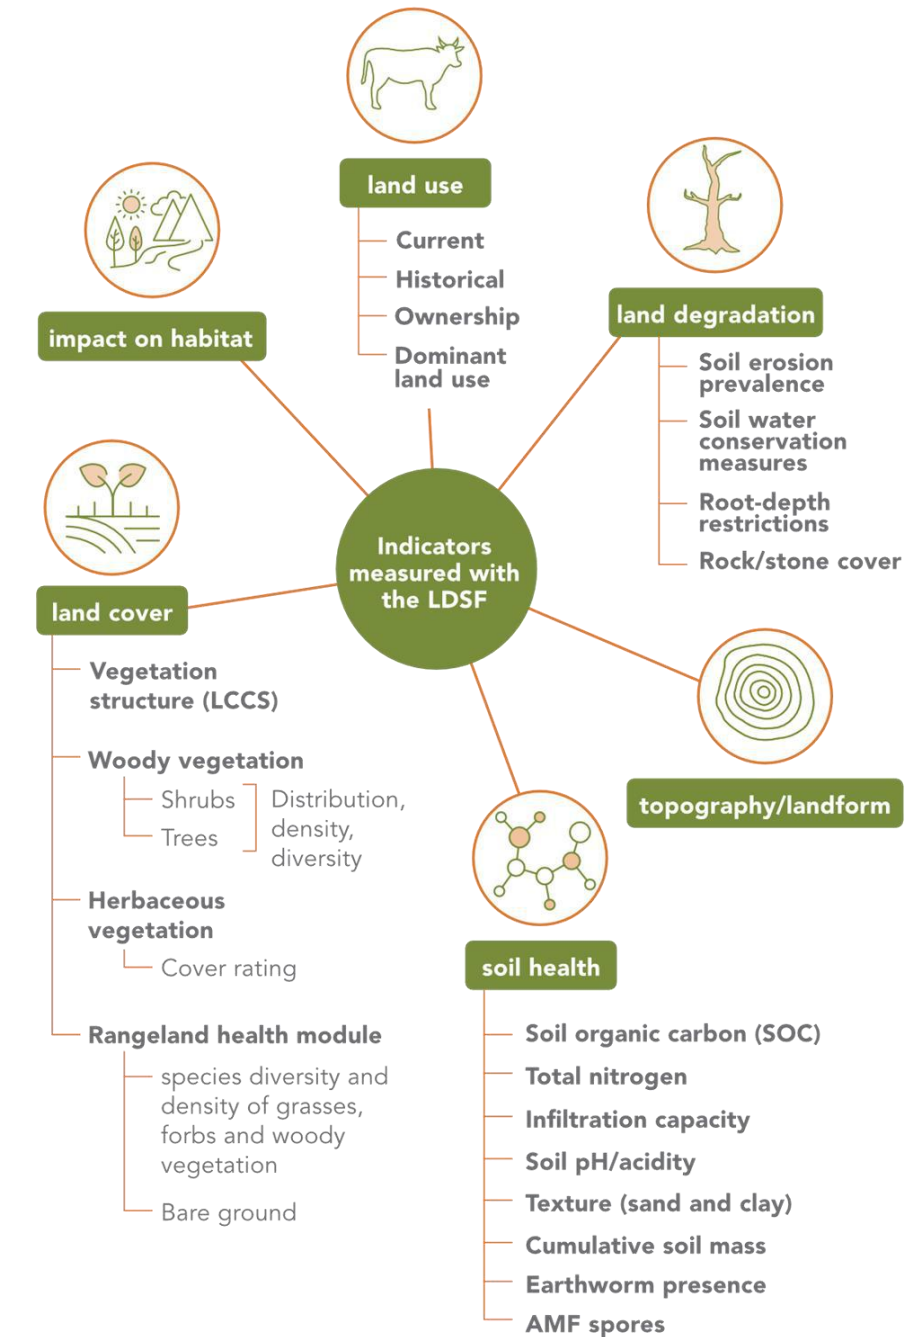 land use
Current
Historical
Ownership
Dominant
land use
land degradation
Soil erosion
prevalence
Soil water
conservation
measures
Root-depth
restrictions
Rock/stone cover
impact on habitat
Indicators
measured with
the LDSF
land cover
Vegetation
structure (LCCS)
Woody vegetation
Shrubs
Trees
Distribution,
density,
diversity
Herbaceous
vegetation
Cover rating
Rangeland health module
species diversity and
density of grasses,
forbs and woody
vegetation
Bare ground
topography/landform
soil health
Soil organic carbon (SOC)
Total nitrogen
Infiltration capacity
Soil pH/acidity
Texture (sand and clay)
Cumulative soil mass
Earthworm presence
AMF spores